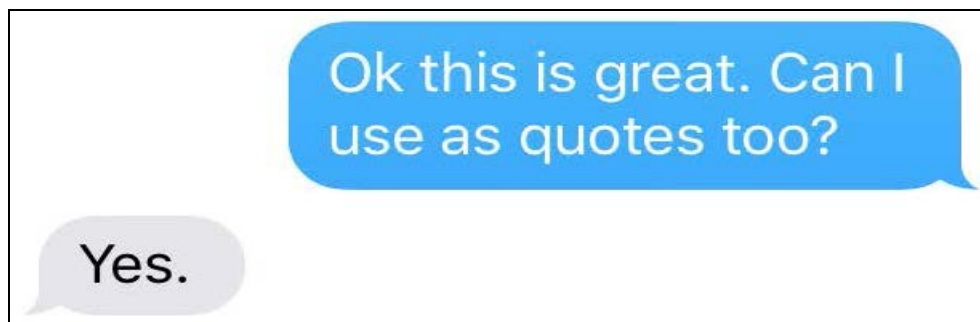 Ok this is great. Can I
use as quotes too?
Yes.